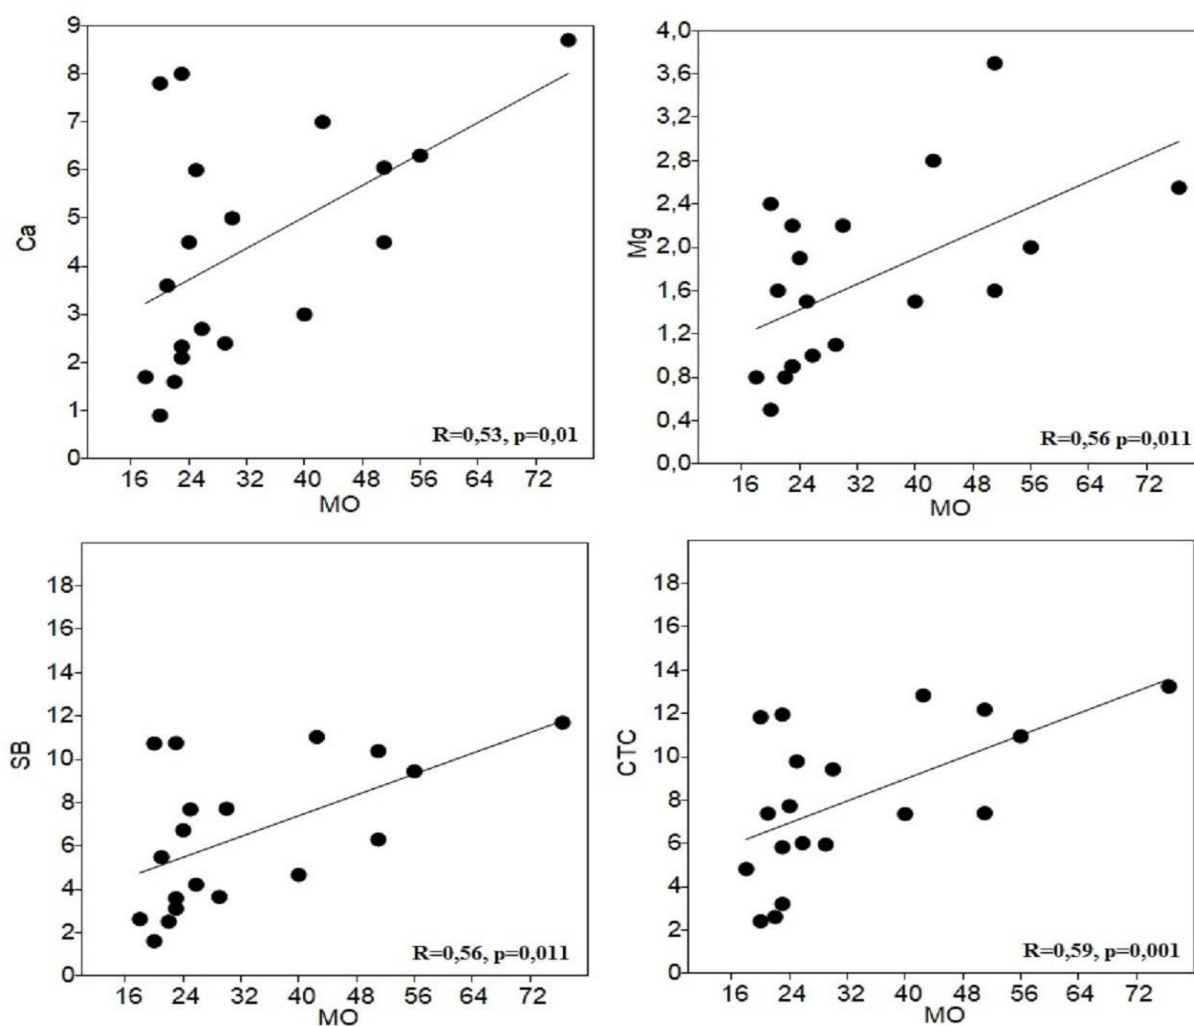 9
8
7
6
5
4
3
2
1
0
Ca
R=0,53, p=0,01
16 24 32 40 48 56 64 72
MO
4,0
3,6
3,2
2,8
2,4
2,0
1,6
1,2
0,8
0,4
0,0
Mg
R=0,56 p=0,011
16 24 32 40 48 56 64 72
MO
18
16
14
12
10
8
6
4
2
0
SB
R=0,56, p=0,011
16 24 32 40 48 56 64 72
MO
18
16
14
12
10
8
6
4
2
0
CTC
R=0,59, p=0,001
16 24 32 40 48 56 64 72
MO